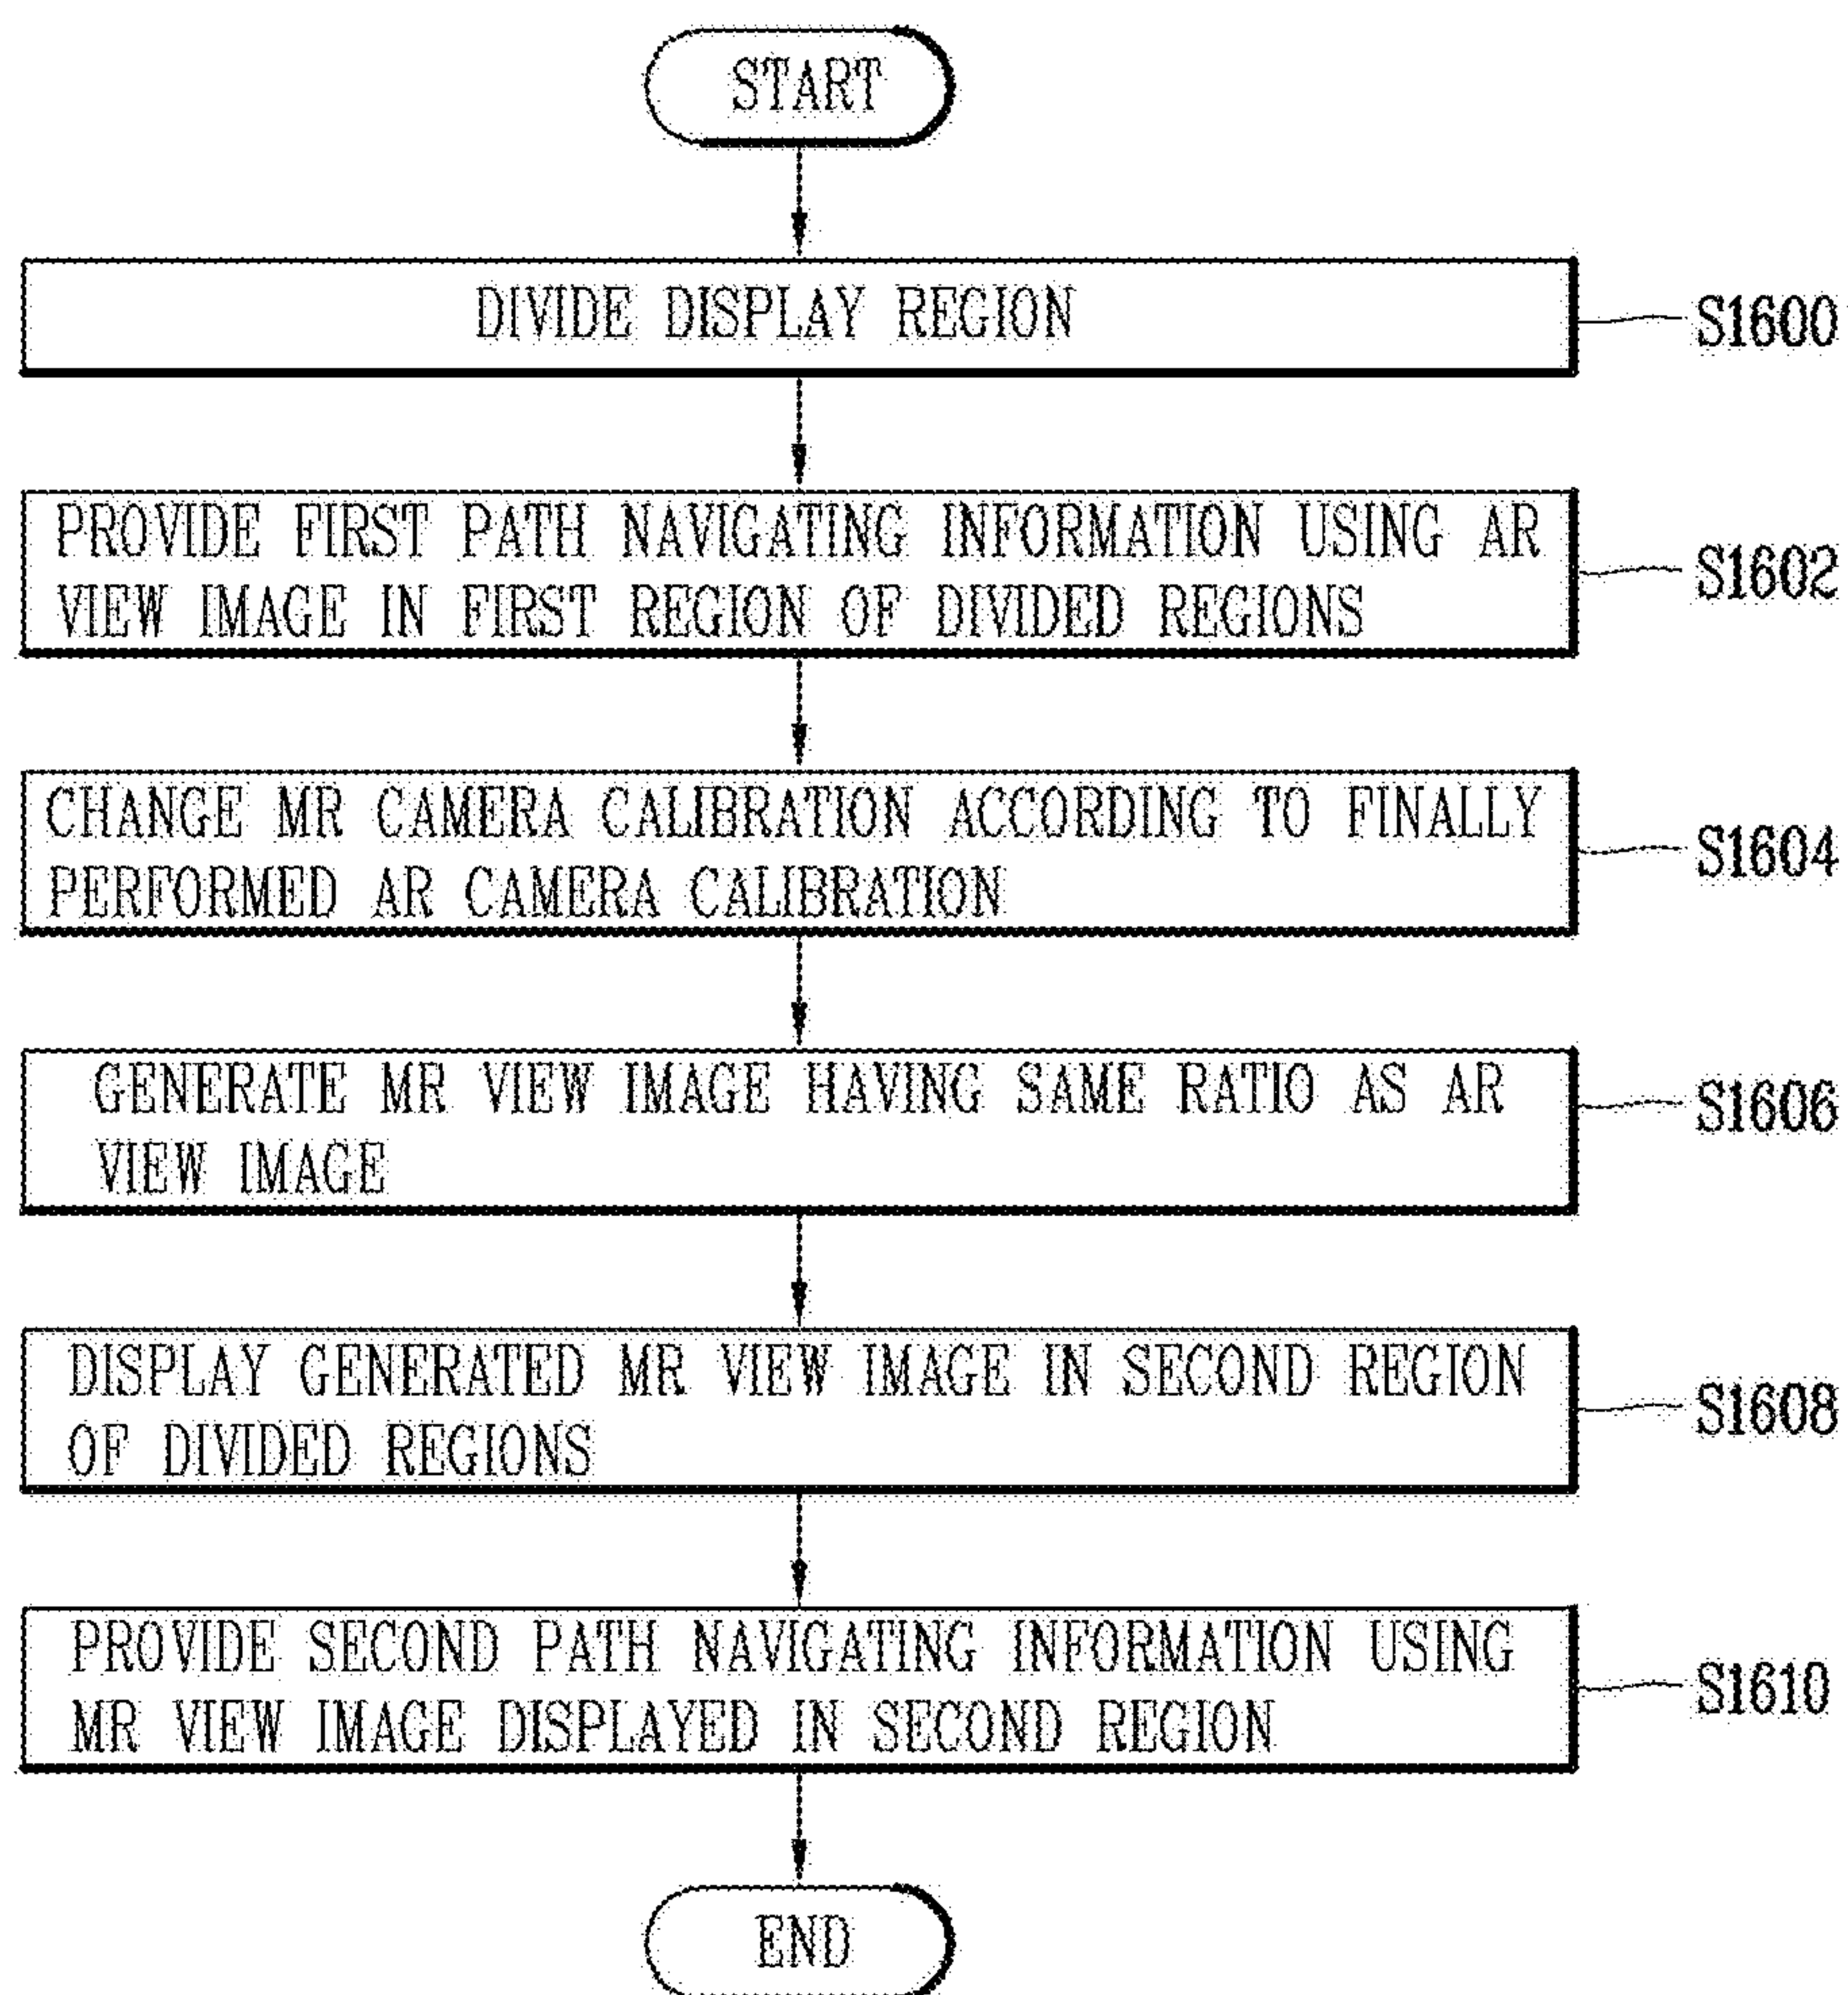 START
DIVIDE DISPLAY REGION
S1600
PROVIDE FIRST PATH NAVIGATING INFORMATION USING AR
VIEW IMAGE IN FIRST REGION OF DIVIDED REGIONS
S1602
CHANGE MR CAMERA CALIBRATION ACCORDING TO FINALLY
PERFORMED AR CAMERA CALIBRATION
S1604
GENERATE MR VIEW IMAGE HAVING SAME RATIO AS AR
VIEW IMAGE
S1606
DISPLAY GENERATED MR VIEW IMAGE IN SECOND REGION
OF DIVIDED REGIONS
S1608
PROVIDE SECOND PATH NAVIGATING INFORMATION USING
MR VIEW IMAGE DISPLAYED IN SECOND REGION
S1610
END